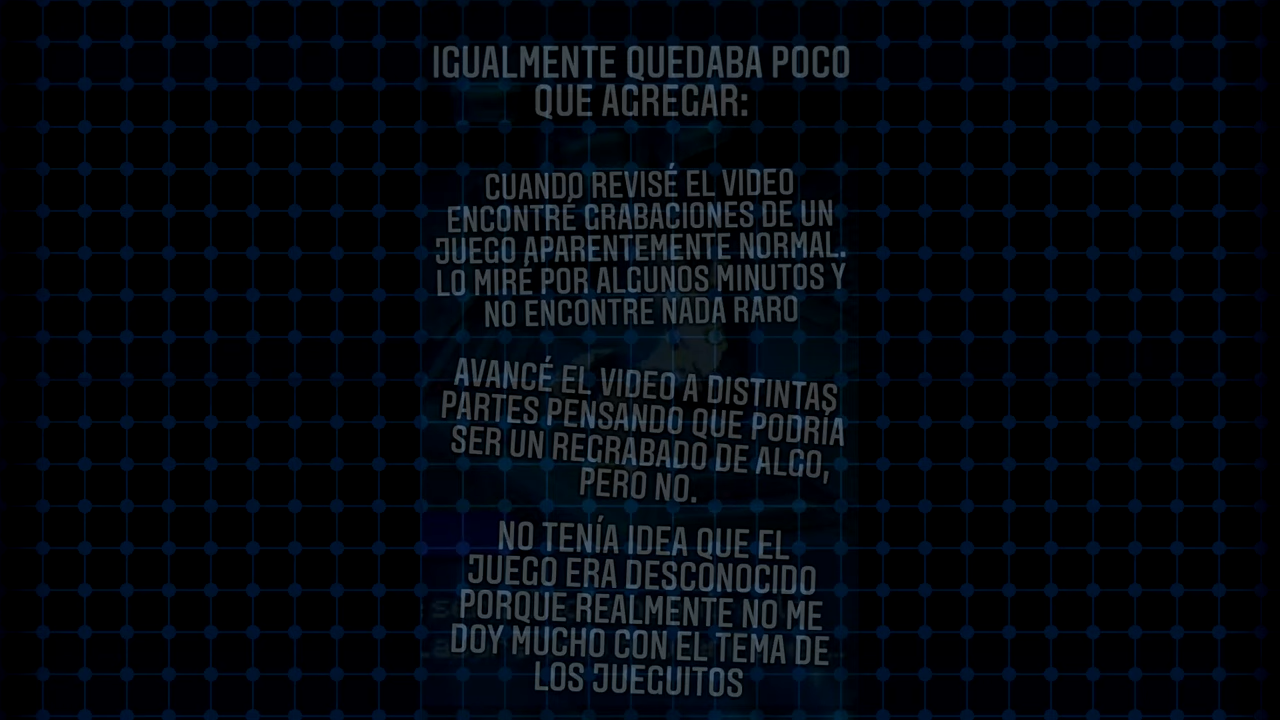 IGUALMENTE QUEDABA POCO
QUE AGREGAR:
CUANDO REVISÉ EL VIDEO
ENCONTRÉ GRABACIONES DE UN
JUEGO APARENTEMENTE NORMAL.
LO MIRÉ POR ALGUNOS MINUTOS Y
NO ENCONTRE NADA RARO
AVANCÉ EL VIDEO A DISTINTAS
PARTES PENSANDO QUE PODRÍA
SER UN REGRABADO DE ALGO,
PERO NO.
NO TENÍA IDEA QUE EL
JUEGO ERA DESCONOCIDO
PORQUE REALMENTE NO ME
DOY MUCHO CON EL TEMA DE
LOS JUEGUITOS